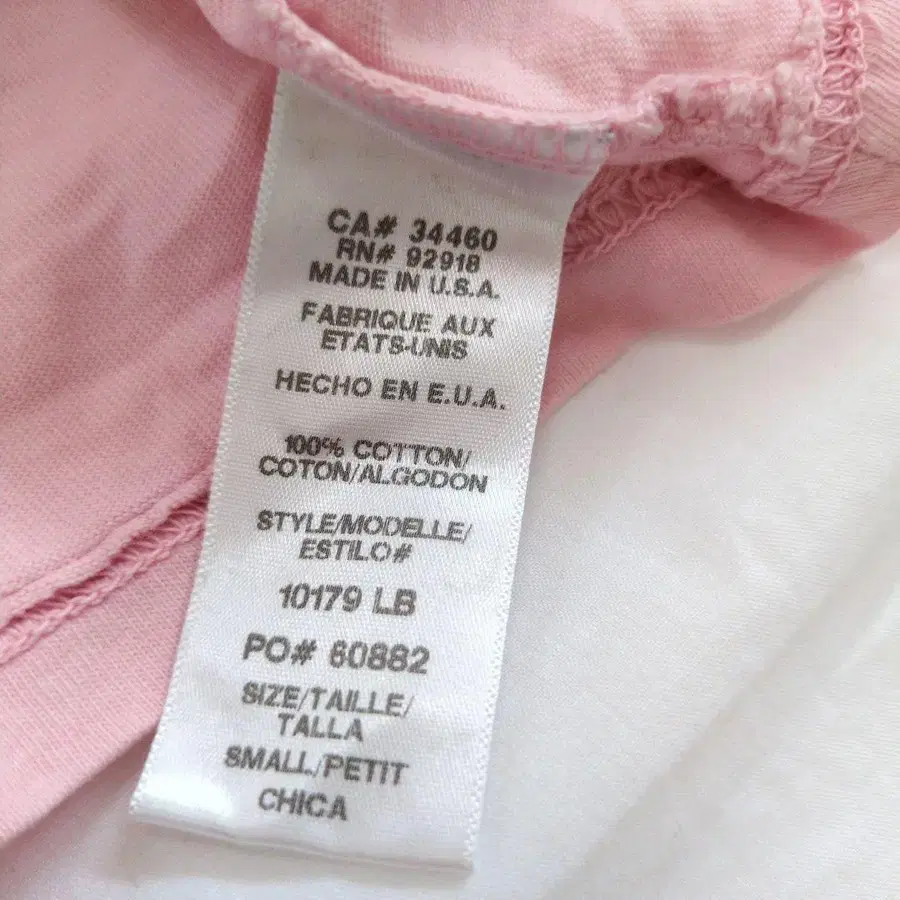 CA# 34460
RN# 92918
MADE IN U.S.A.
FABRIQUE AUX
ETATS-UNIS
HECHO EN E.U.A.
100% COTTON/
COTON/ALGODON
STYLE/MODELLE/
ESTILO#
10179 LB
PO# 60882
SIZE/TAILLE/
TALLA
SMALL/PETIT
CHICA